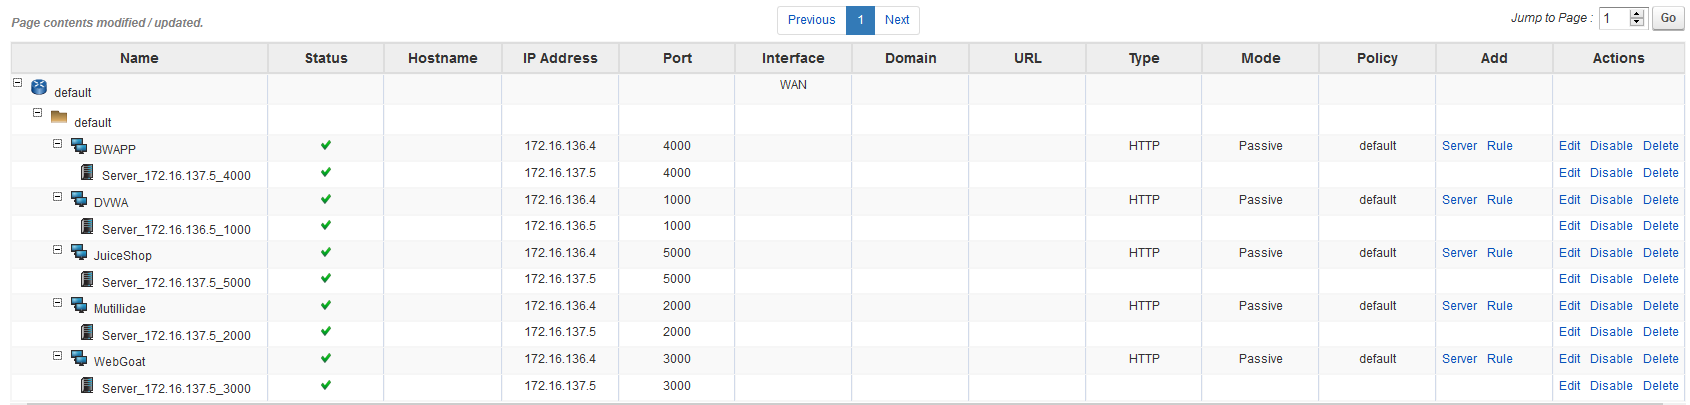 Page contents modified / updated.
Previous 1 Next
Jump to Page : 1 Go
Name Status Hostname IP Address Port Interface Domain URL Type Mode Policy Add Actions
default WAN
default
BWAPP 172.16.136.4 4000 HTTP Passive default Server Rule Edit Disable Delete
Server_172.16.137.5_4000 172.16.137.5 4000 Edit Disable Delete
DVWA 172.16.136.4 1000 HTTP Passive default Server Rule Edit Disable Delete
Server_172.16.136.5_1000 172.16.136.5 1000 Edit Disable Delete
JuiceShop 172.16.136.4 5000 HTTP Passive default Server Rule Edit Disable Delete
Server_172.16.137.5_5000 172.16.137.5 5000 Edit Disable Delete
Mutillidae 172.16.136.4 2000 HTTP Passive default Server Rule Edit Disable Delete
Server_172.16.137.5_2000 172.16.137.5 2000 Edit Disable Delete
WebGoat 172.16.136.4 3000 HTTP Passive default Server Rule Edit Disable Delete
Server_172.16.137.5_3000 172.16.137.5 3000 Edit Disable Delete